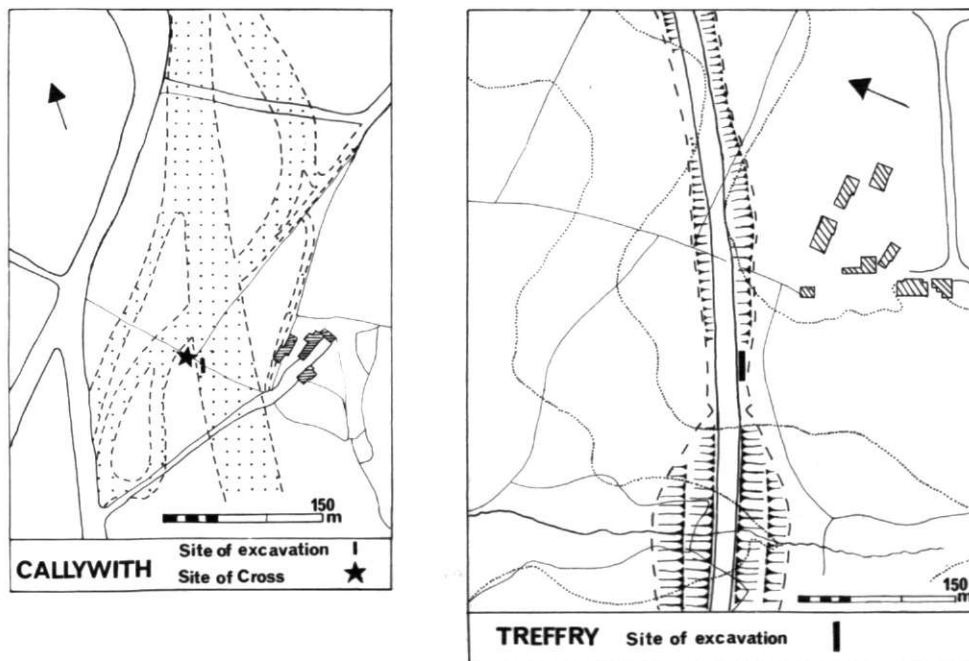 150
m
CALLYWITH
Site of excavation
Site of Cross
150
m
TREFFRY Site of excavation